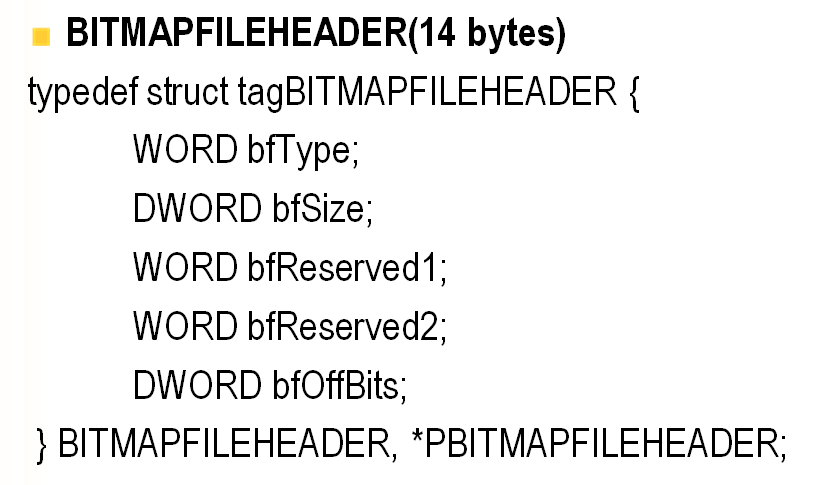 BITMAPFILEHEADER(14 bytes)
typedef struct tagBITMAPFILEHEADER {
WORD bfType;
DWORD bfSize;
WORD bfReserved1;
WORD bfReserved2;
DWORD bfOffBits;
} BITMAPFILEHEADER, *PBITMAPFILEHEADER;